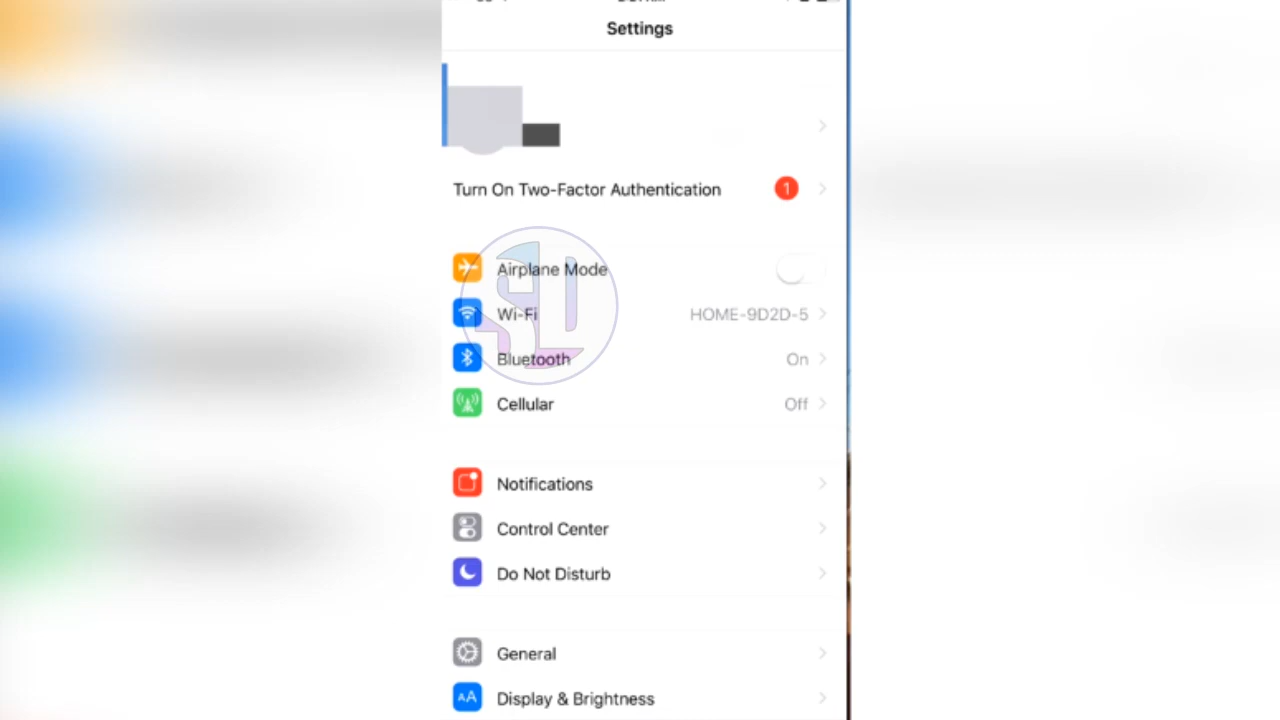 Settings
Turn On Two-Factor Authentication 1
Airplane Mode
Wi-Fi HOME-9D2D-5
Bluetooth On
Cellular Off
Notifications
Control Center
Do Not Disturb
General
AA Display & Brightness